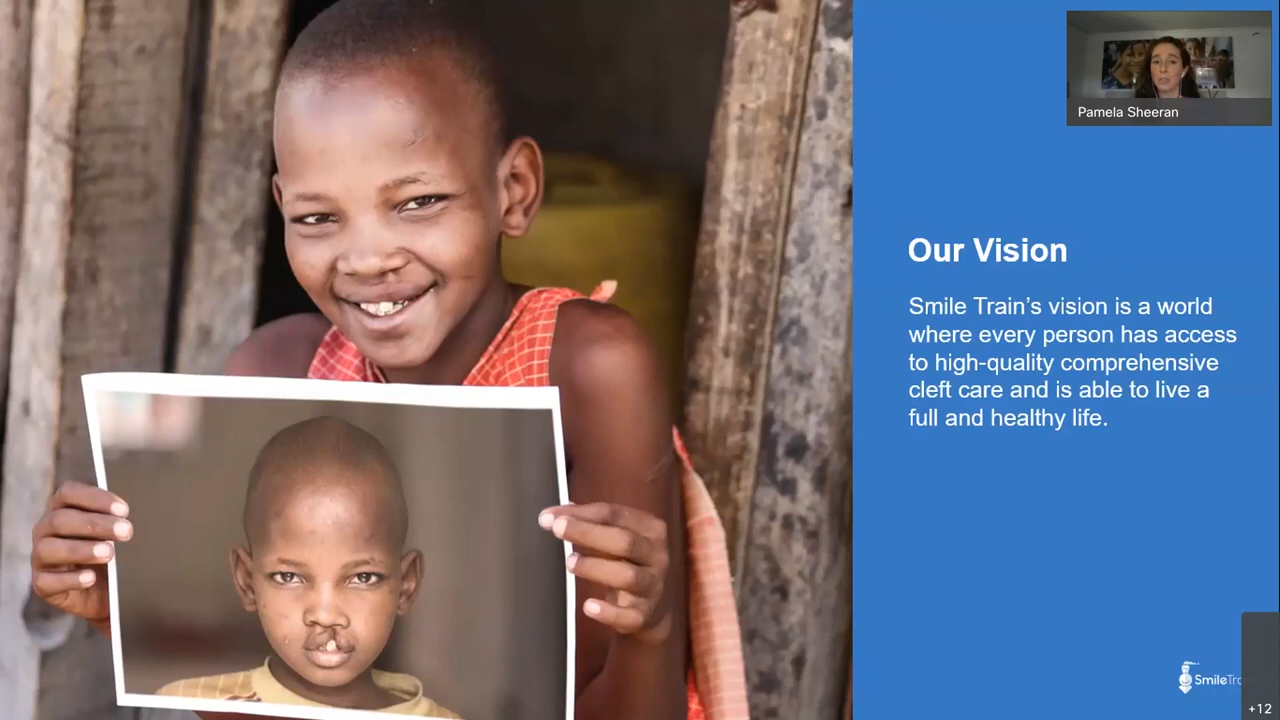 Pamela Sheeran
Our Vision
Smile Train’s vision is a world
where every person has access
to high-quality comprehensive
cleft care and is able to live a
full and healthy life.
SmileTrain
+12